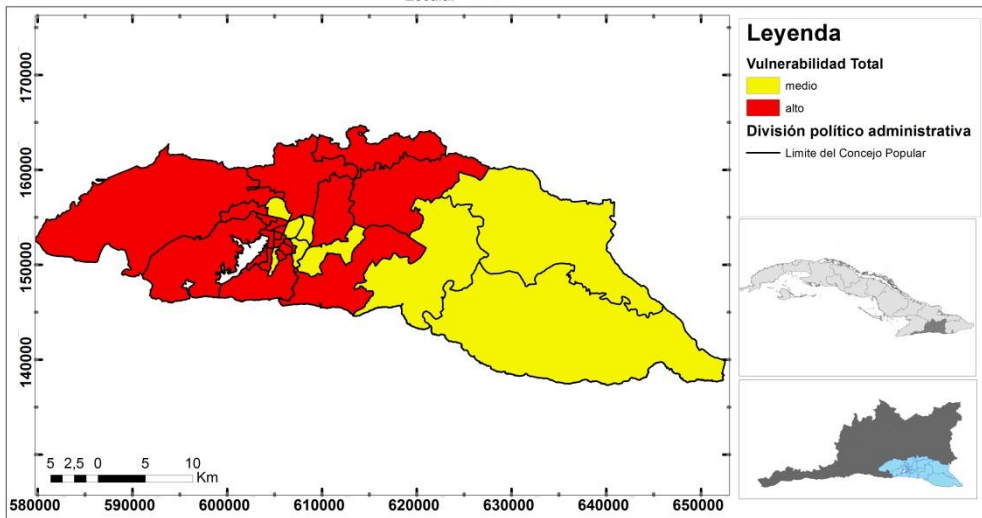 170000
160000
150000
140000
5 2,5 0 5 10
Km
580000 590000 600000 610000 620000 630000 640000 650000
Leyenda
Vulnerabilidad Total
medio
alto
División político administrativa
Limite del Concejo Popular